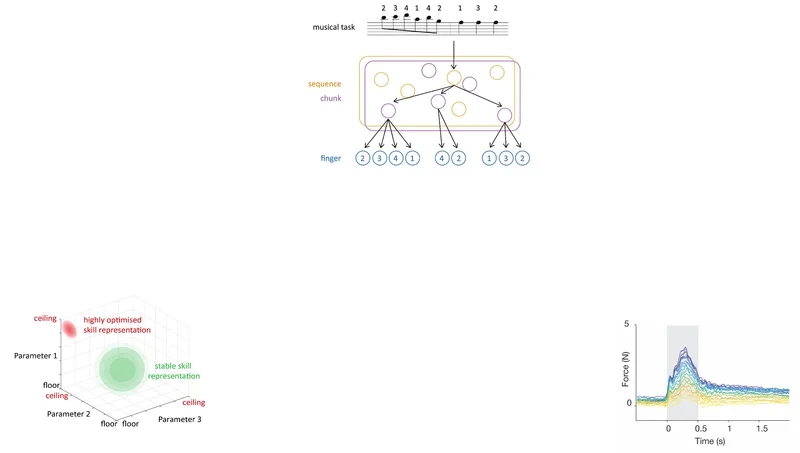 2 3 4 1 4 2 1 3 2
musical task
sequence
chunk
finger
2 3 4 1 4 2 1 3 2
ceiling
highly optimised
skill representation
Parameter 1
stable skill
representation
floor
ceiling
Parameter 2
floor
floor
Parameter 3
ceiling
5
Force (N)
0
0 0.5 1 1.5
Time (s)